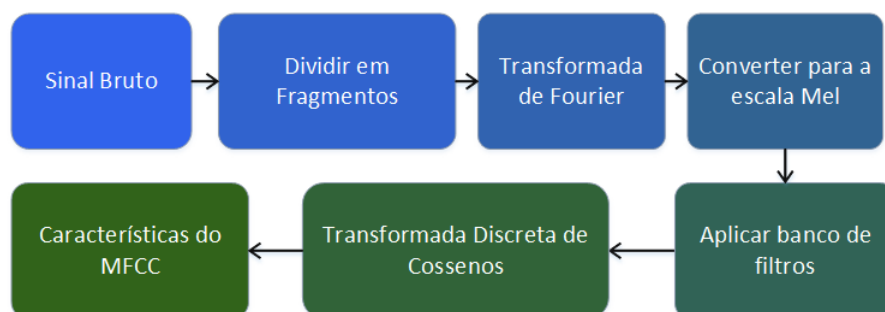 Sinal Bruto
Dividir em
Fragmentos
Transformada
de Fourier
Converter para a
escala Mel
Aplicar banco de
filtros
Transformada Discreta de
Cossenos
Características do
MFCC